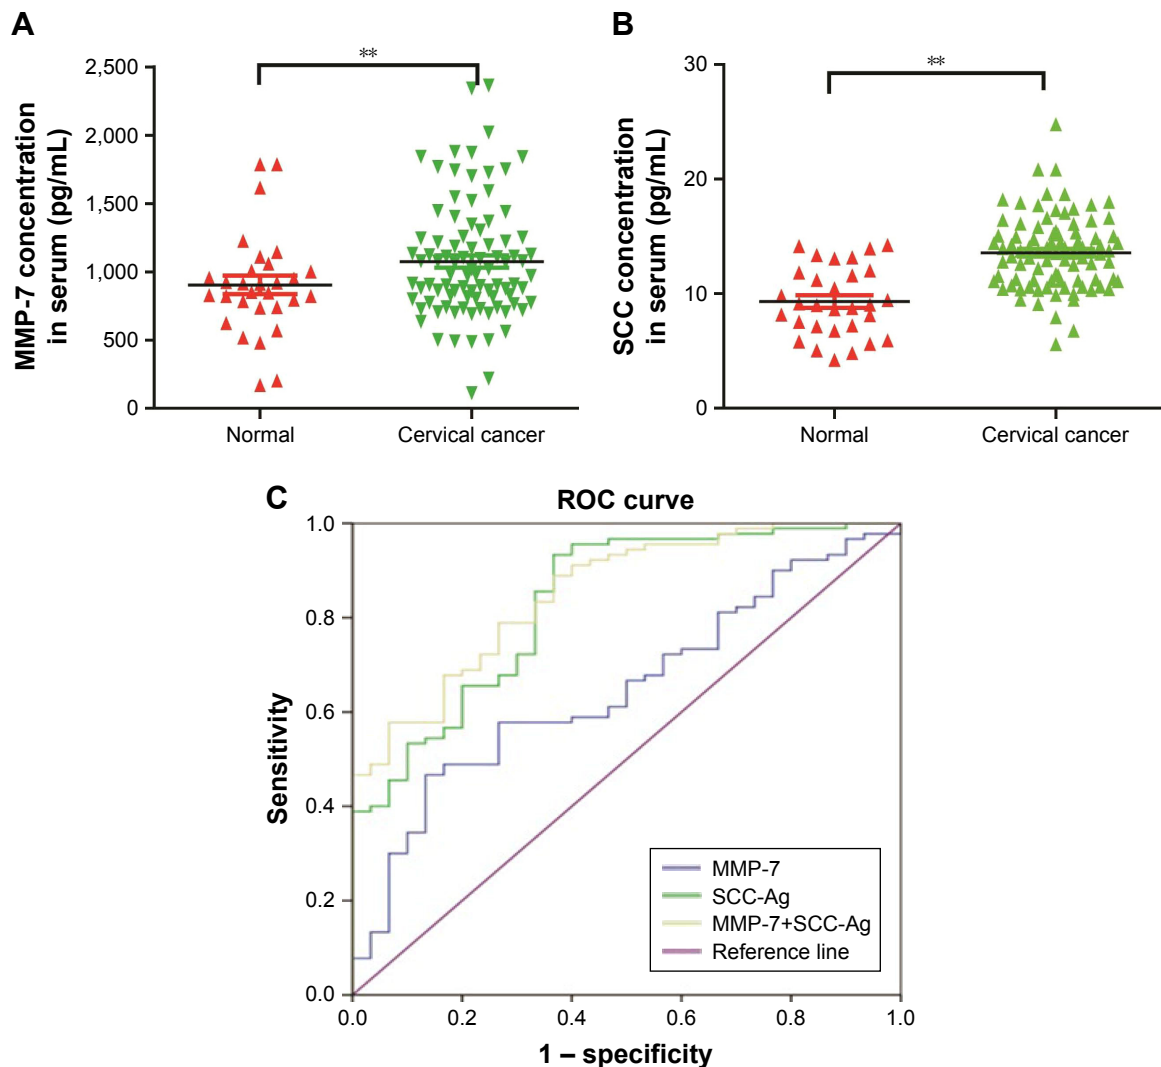 A
**
2,500
2,000
1,500
1,000
500
0
MMP-7 concentration
in serum (pg/mL)
Normal
Cervical cancer
B
**
30
20
10
0
SCC concentration
in serum (pg/mL)
Normal
Cervical cancer
C
ROC curve
1.0
0.8
0.6
0.4
0.2
0.0
Sensitivity
MMP-7
SCC-Ag
MMP-7+SCC-Ag
Reference line
0.0
0.2
0.4
0.6
0.8
1.0
1 – specificity